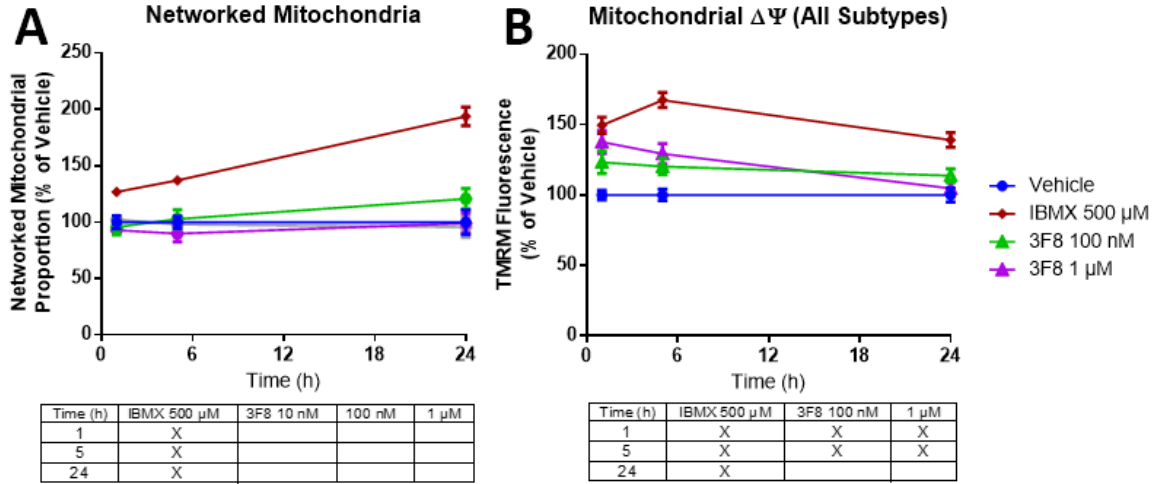 A
Networked Mitochondria
Networked Mitochondrial
Proportion (% of Vehicle)
250
200
150
100
50
0
0 6 12 18 24
Time (h)
Time (h) IBMX 500 µM 3F8 10 nM 100 nM 1 µM
1 X
5 X
24 X
B
Mitochondrial ΔΨ (All Subtypes)
TMRM Fluorescence
(% of Vehicle)
200
150
100
50
0
0 6 12 18 24
Time (h)
Vehicle
IBMX 500 µM
3F8 100 nM
3F8 1 µM
Time (h) IBMX 500 µM 3F8 100 nM 1 µM
1 X X X
5 X X X
24 X